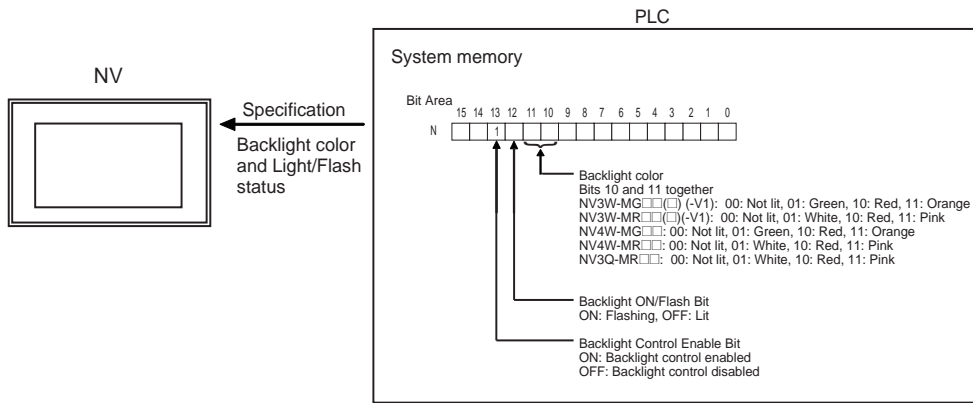 PLC
System memory
NV
Bit Area
15 14 13 12 11 10 9 8 7 6 5 4 3 2 1 0
N 1
Specification
Backlight color
and Light/Flash
status
Backlight color
Bits 10 and 11 together
NV3W-MG□□(□) (-V1): 00: Not lit, 01: Green, 10: Red, 11: Orange
NV3W-MR□□(□)(-V1): 00: Not lit, 01: White, 10: Red, 11: Pink
NV4W-MG□□: 00: Not lit, 01: Green, 10: Red, 11: Orange
NV4W-MR□□: 00: Not lit, 01: White, 10: Red, 11: Pink
NV3Q-MR□□: 00: Not lit, 01: White, 10: Red, 11: Pink
Backlight ON/Flash Bit
ON: Flashing, OFF: Lit
Backlight Control Enable Bit
ON: Backlight control enabled
OFF: Backlight control disabled